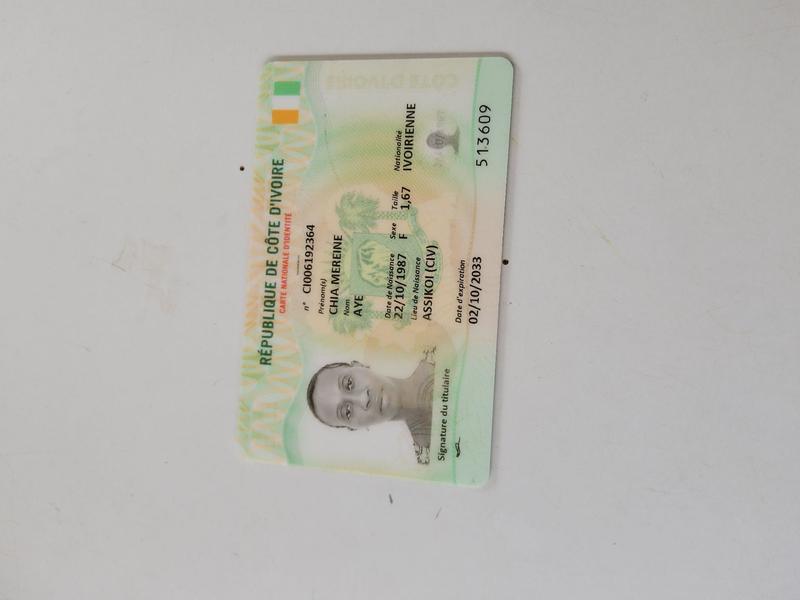 RÉPUBLIQUE DE CÔTE D'IVOIRE
CARTE NATIONALE D'IDENTITÉ
n° CI006192364
Prénom(s)
CHIA MEREINE
Nom
AYE
Date de Naissance Sexe Taille Nationalité
22/10/1987 F 1,67 IVOIRIENNE
Lieu de Naissance
ASSIKOI (CIV)
Date d'expiration
02/10/2033
513609
Signature du titulaire
CÔTE D'IVOIRE